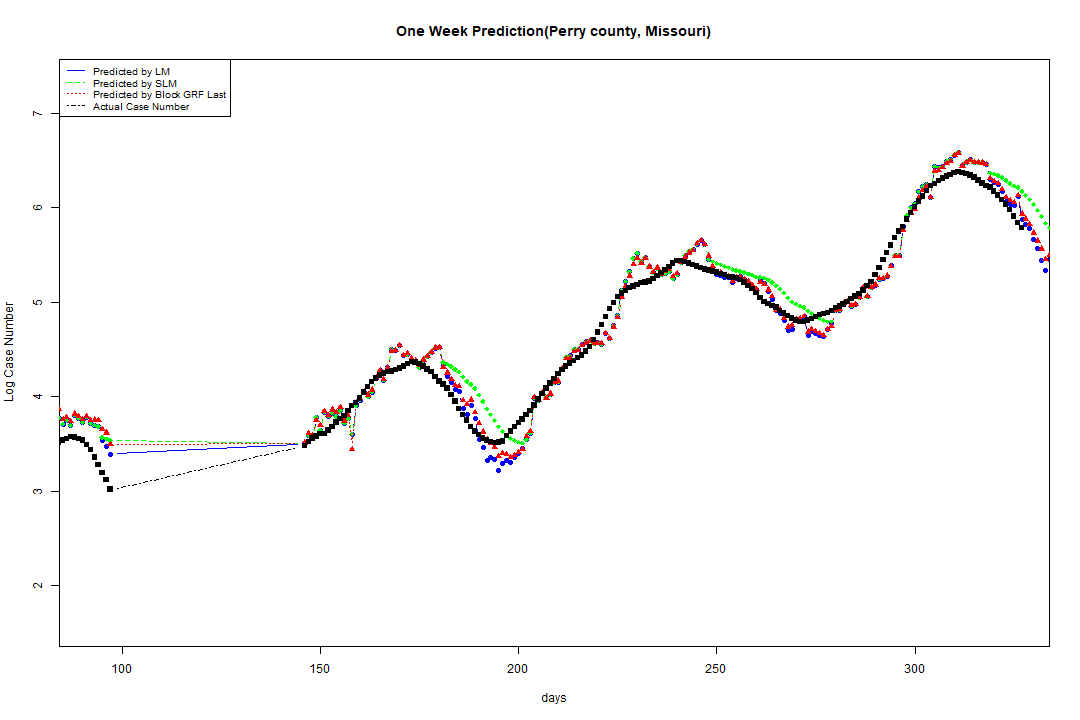 One Week Prediction(Perry county, Missouri)
Predicted by LM
Predicted by SLM
Predicted by Block GRF Last
Actual Case Number
7
6
5
4
3
2
Log Case Number
100 150 200 250 300
days